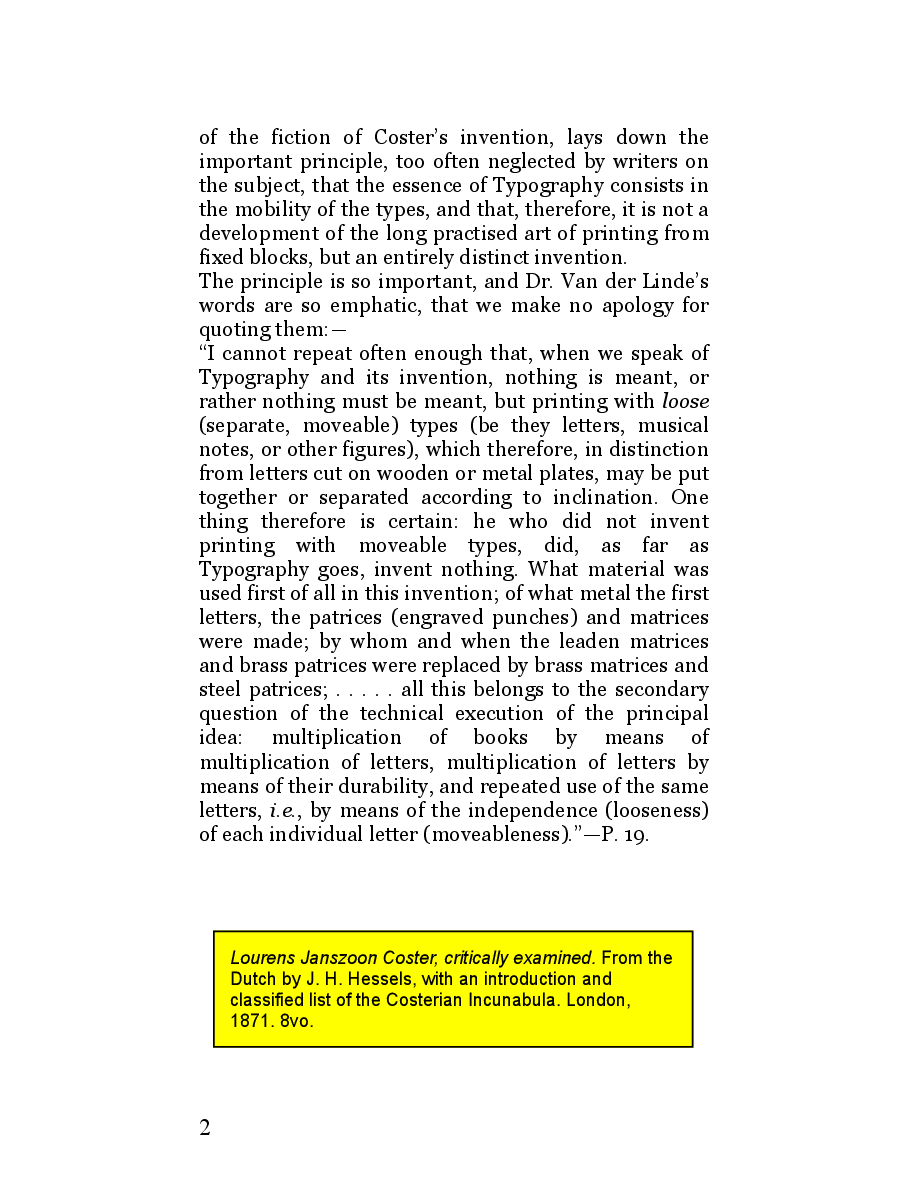 of the fiction of Coster’s invention, lays down the
important principle, too often neglected by writers on
the subject, that the essence of Typography consists in
the mobility of the types, and that, therefore, it is not a
development of the long practised art of printing from
fixed blocks, but an entirely distinct invention.
The principle is so important, and Dr. Van der Linde’s
words are so emphatic, that we make no apology for
quoting them:—
“I cannot repeat often enough that, when we speak of
Typography and its invention, nothing is meant, or
rather nothing must be meant, but printing with loose
(separate, moveable) types (be they letters, musical
notes, or other figures), which therefore, in distinction
from letters cut on wooden or metal plates, may be put
together or separated according to inclination. One
thing therefore is certain: he who did not invent
printing with moveable types, did, as far as
Typography goes, invent nothing. What material was
used first of all in this invention; of what metal the first
letters, the patrices (engraved punches) and matrices
were made; by whom and when the leaden matrices
and brass patrices were replaced by brass matrices and
steel patrices; . . . . . all this belongs to the secondary
question of the technical execution of the principal
idea: multiplication of books by means of
multiplication of letters, multiplication of letters by
means of their durability, and repeated use of the same
letters, i.e., by means of the independence (looseness)
of each individual letter (moveableness).”—P. 19.
Lourens Janszoon Coster, critically examined. From the
Dutch by J. H. Hessels, with an introduction and
classified list of the Costerian Incunabula. London,
1871. 8vo.
2